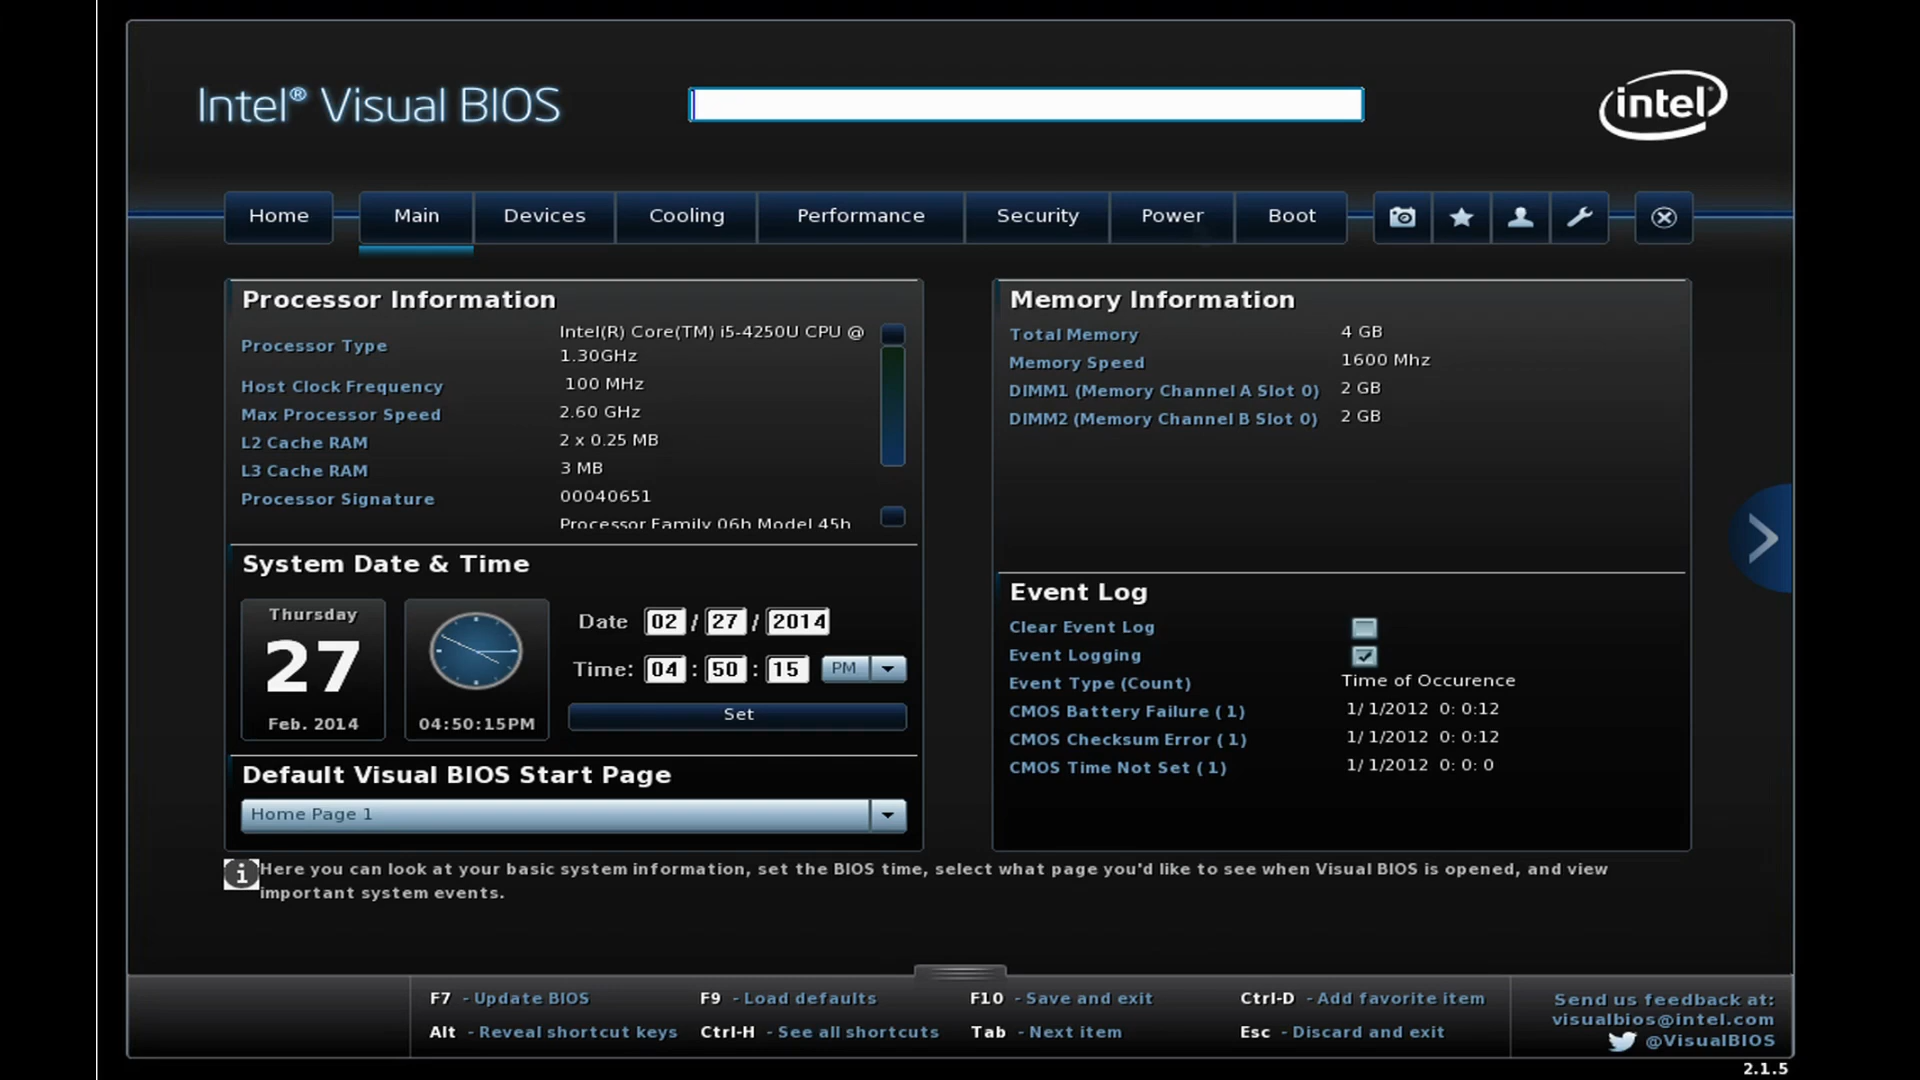 Intel® Visual BIOS
intel
Home Main Devices Cooling Performance Security Power Boot
Processor Information
Processor Type Intel(R) Core(TM) i5-4250U CPU @
1.30GHz
Host Clock Frequency 100 MHz
Max Processor Speed 2.60 GHz
L2 Cache RAM 2 x 0.25 MB
L3 Cache RAM 3 MB
Processor Signature 00040651
Processor Family 06h Model 45h
System Date & Time
Thursday
27
Feb. 2014
04:50:15PM
Date 02 / 27 / 2014
Time: 04 : 50 : 15 PM
Set
Default Visual BIOS Start Page
Home Page 1
Memory Information
Total Memory 4 GB
Memory Speed 1600 Mhz
DIMM1 (Memory Channel A Slot 0) 2 GB
DIMM2 (Memory Channel B Slot 0) 2 GB
Event Log
Clear Event Log
Event Logging
Event Type (Count) Time of Occurence
CMOS Battery Failure ( 1) 1/ 1/2012 0: 0:12
CMOS Checksum Error ( 1) 1/ 1/2012 0: 0:12
CMOS Time Not Set ( 1) 1/ 1/2012 0: 0: 0
i Here you can look at your basic system information, set the BIOS time, select what page you'd like to see when Visual BIOS is opened, and view
important system events.
F7 - Update BIOS F9 - Load defaults F10 - Save and exit Ctrl-D - Add favorite item
Alt - Reveal shortcut keys Ctrl-H - See all shortcuts Tab - Next item Esc - Discard and exit
Send us feedback at:
visualbios@intel.com
@VisualBIOS
2.1.5